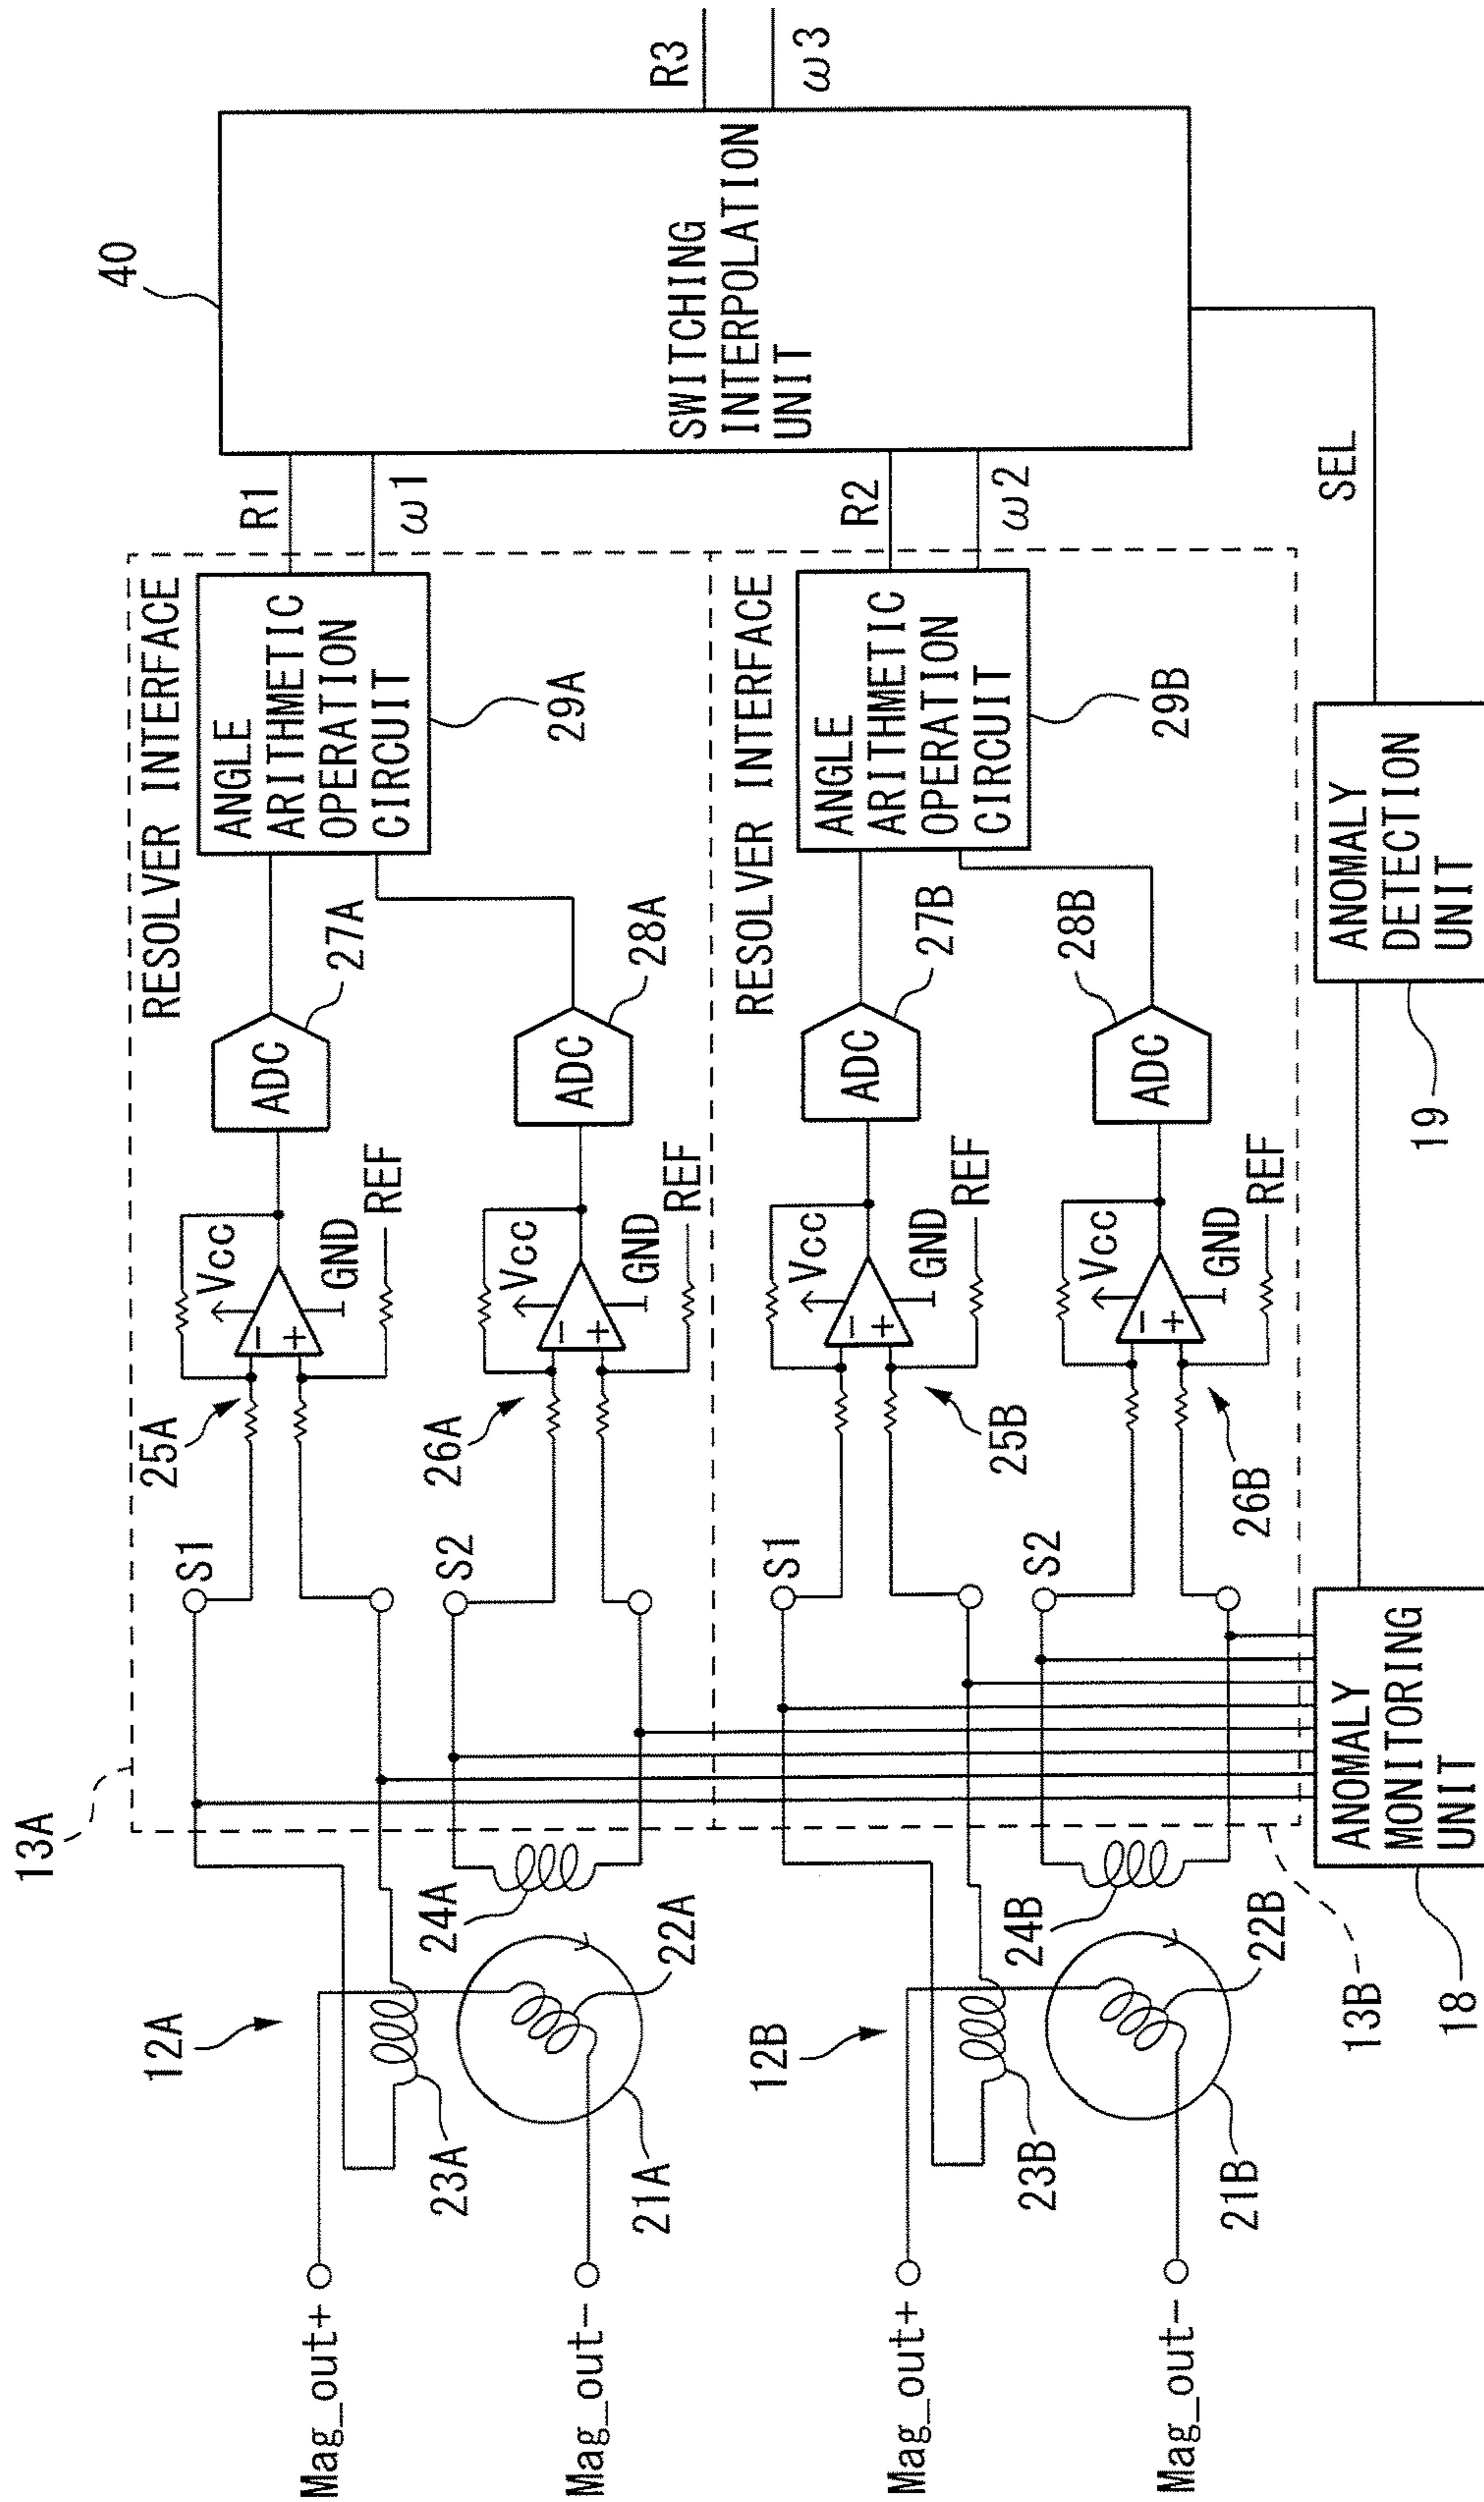 13A
RESOLVER INTERFACE
12A
Mag_out+
Mag_out-
23A
21A
22A
24A
S1
S2
25A
26A
Vcc
GND
REF
Vcc
GND
REF
ADC
27A
ADC
28A
ANGLE
ARITHMETIC
OPERATION
CIRCUIT
29A
R1
ω1
40
SWITCHING
INTERPOLATION
UNIT
R3
ω3
RESOLVER INTERFACE
12B
Mag_out+
Mag_out-
23B
21B
22B
24B
13B
S1
S2
25B
26B
Vcc
GND
REF
Vcc
GND
REF
ADC
27B
ADC
28B
ANGLE
ARITHMETIC
OPERATION
CIRCUIT
29B
R2
ω2
SEL
ANOMALY
MONITORING
UNIT
18
ANOMALY
DETECTION
UNIT
19